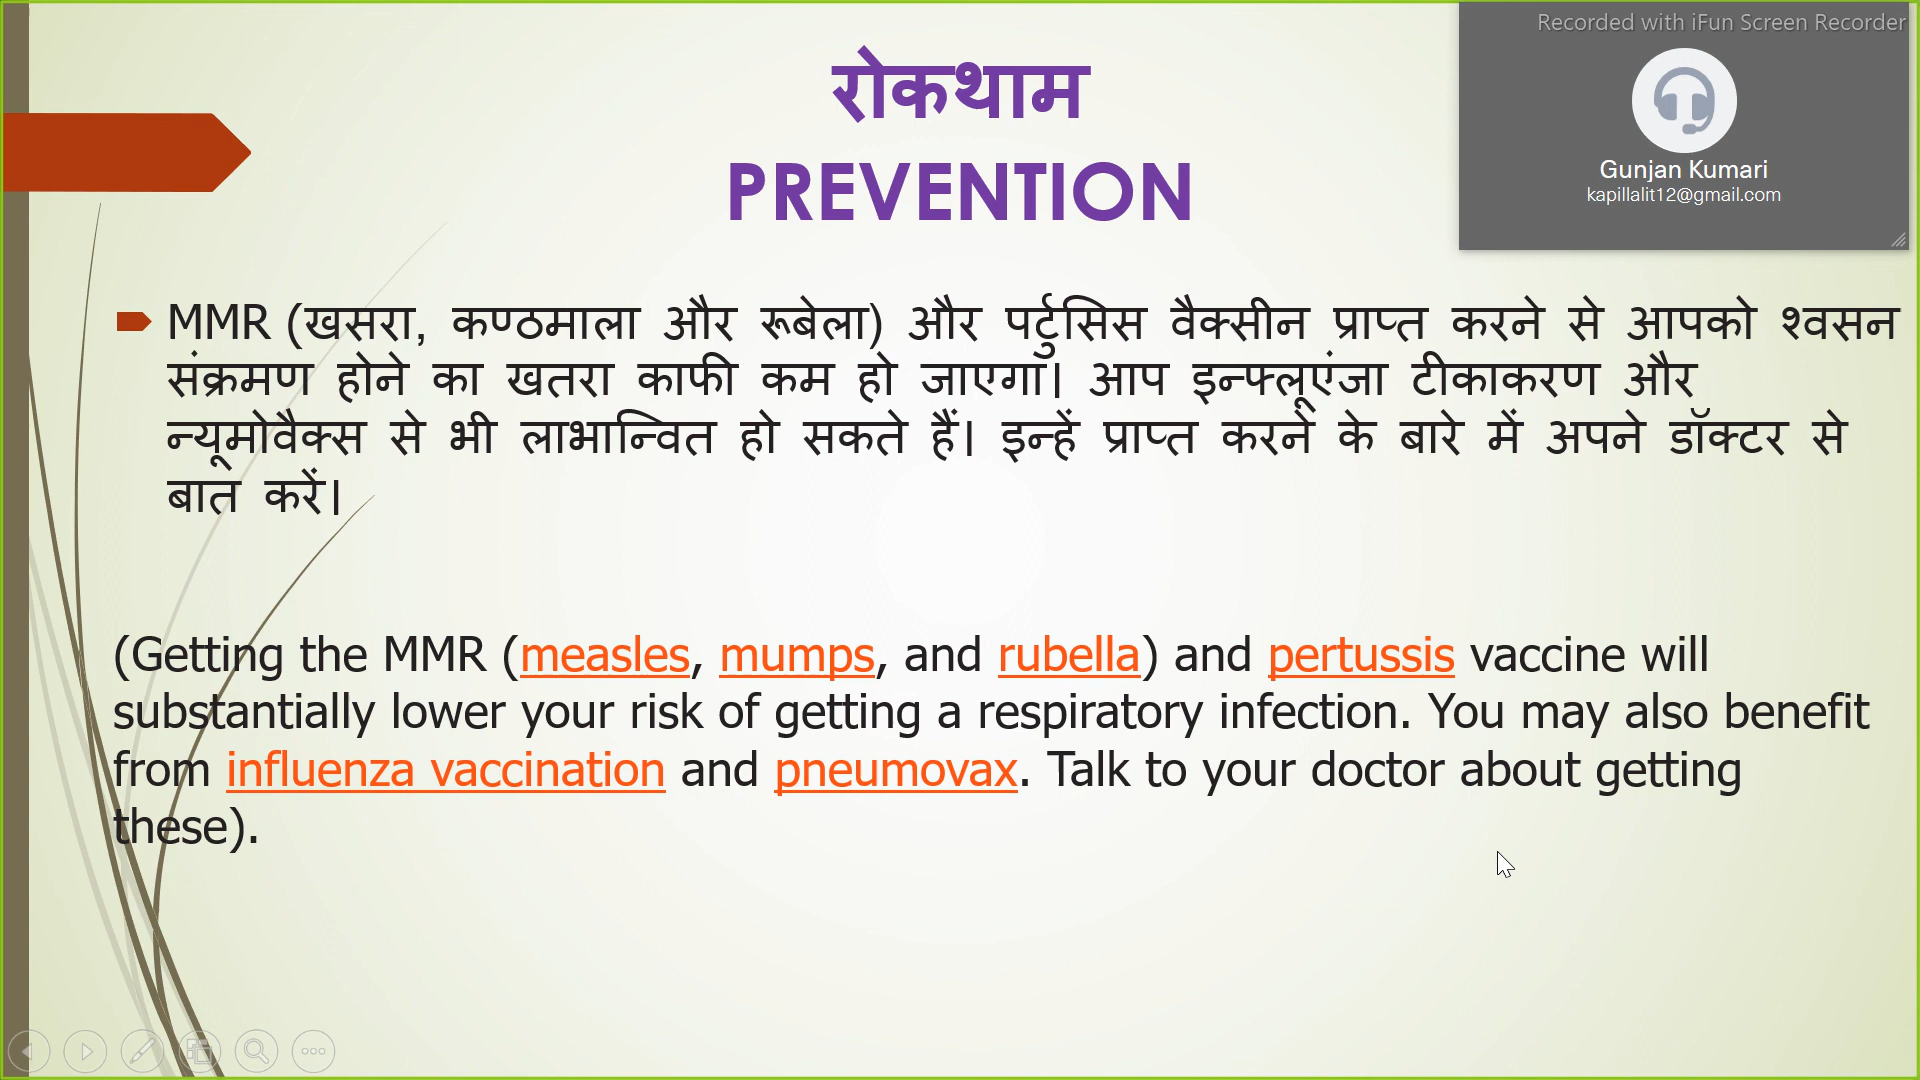 Recorded with iFun Screen Recorder
Gunjan Kumari
kapillalit12@gmail.com
रोकथाम
PREVENTION
MMR (खसरा, कण्ठमाला और रूबेला) और पर्टुसिस वैक्सीन प्राप्त करने से आपको श्वसन
संक्रमण होने का खतरा काफी कम हो जाएगा। आप इन्फ्लूएंजा टीकाकरण और
न्यूमोवैक्स से भी लाभान्वित हो सकते हैं। इन्हें प्राप्त करने के बारे में अपने डॉक्टर से
बात करें।
(Getting the MMR (measles, mumps, and rubella) and pertussis vaccine will
substantially lower your risk of getting a respiratory infection. You may also benefit
from influenza vaccination and pneumovax. Talk to your doctor about getting
these).